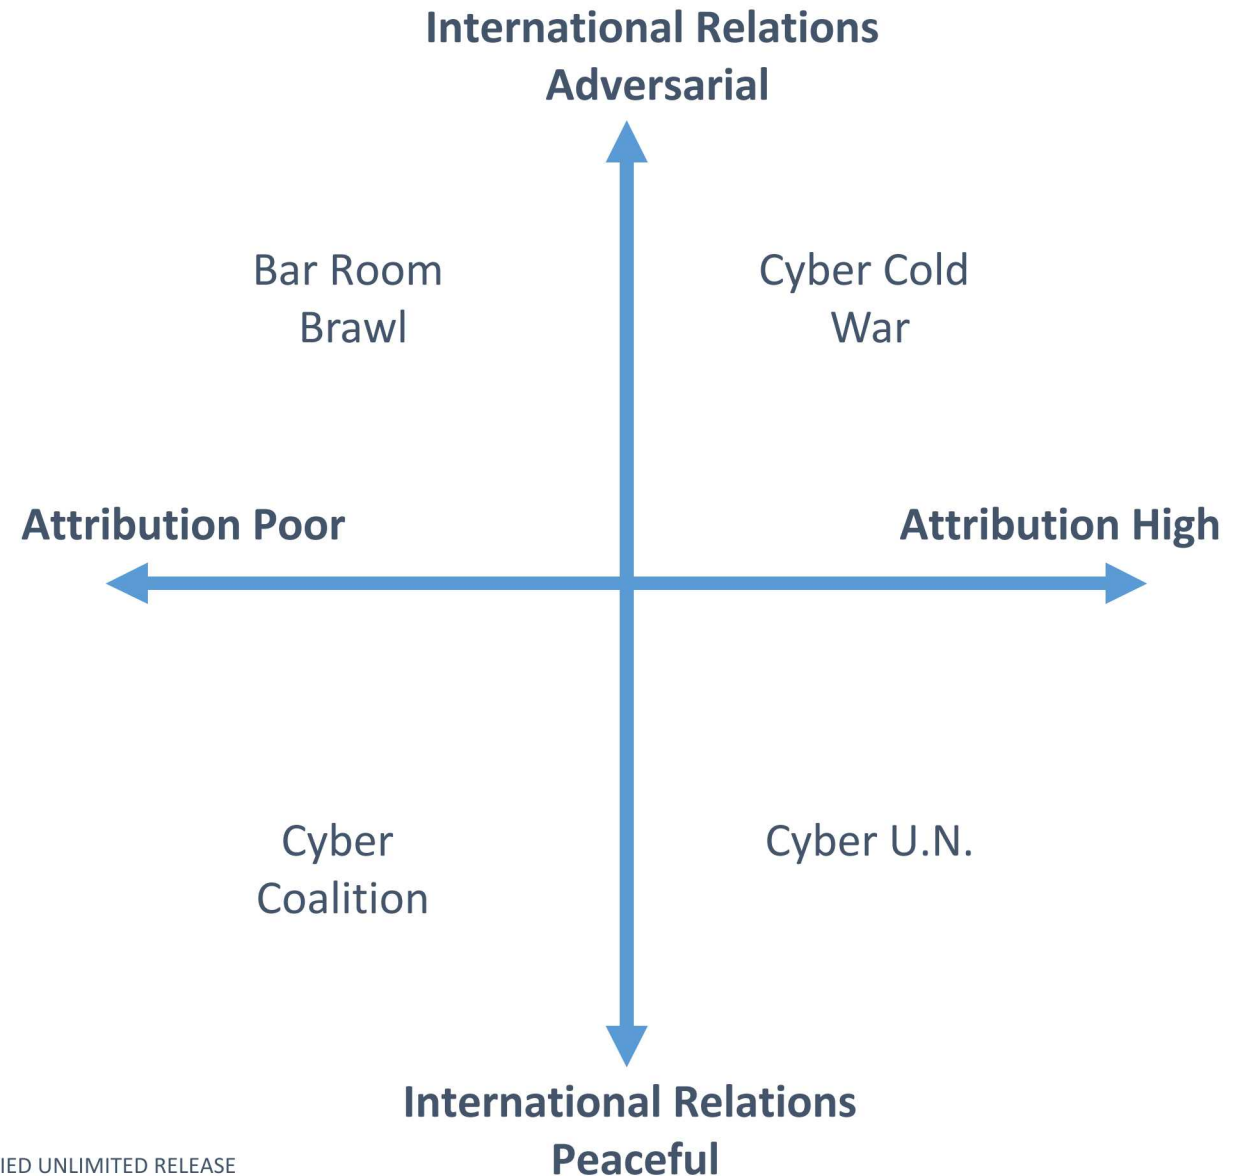 International Relations
Adversarial
Bar Room
Brawl
Cyber Cold
War
Attribution Poor
Attribution High
Cyber
Coalition
Cyber U.N.
International Relations
Peaceful
IED UNLIMITED RELEASE